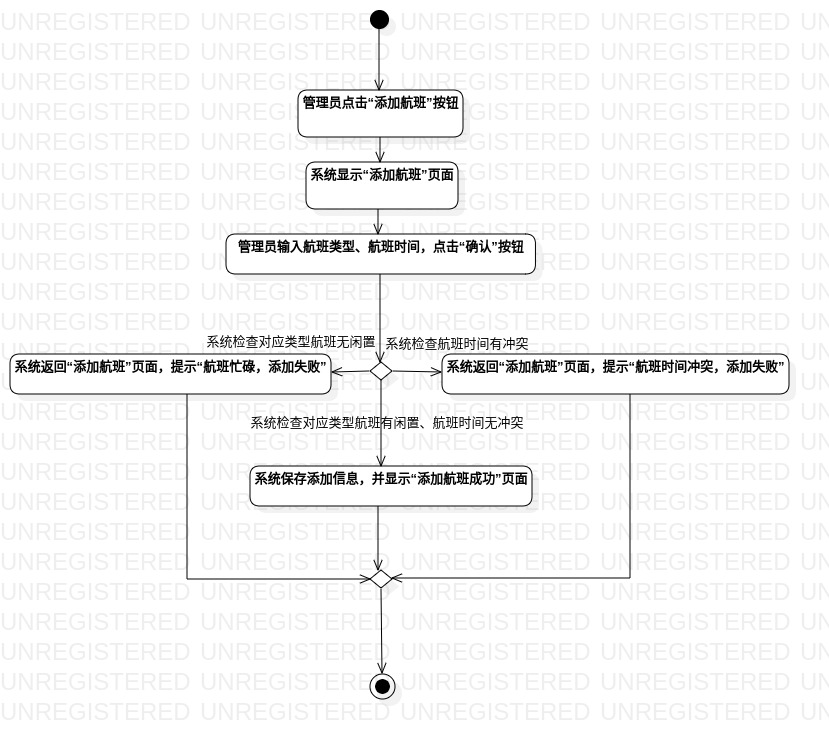 管理员点击“添加航班”按钮
系统显示“添加航班”页面
管理员输入航班类型、航班时间，点击“确认”按钮
系统检查对应类型航班无闲置
系统检查航班时间有冲突
系统返回“添加航班”页面，提示“航班忙碌，添加失败”
系统返回“添加航班”页面，提示“航班时间冲突，添加失败”
系统检查对应类型航班有闲置、航班时间无冲突
系统保存添加信息，并显示“添加航班成功”页面
UNREGISTERED